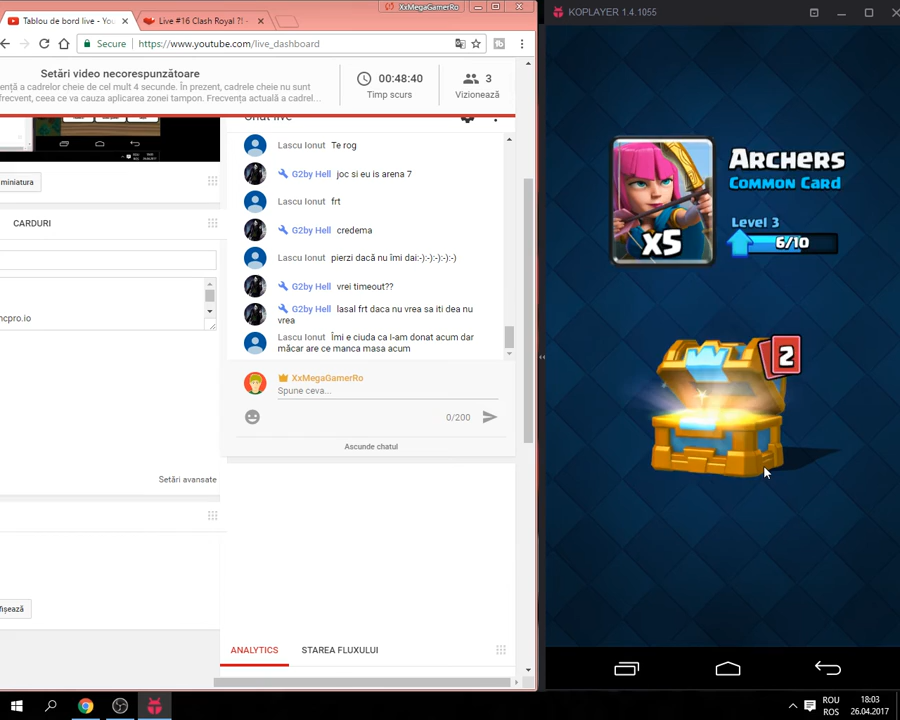 XxMegaGamerRo
Tablou de bord live - You
Live #16 Clash Royal ?! -
Secure
https://www.youtube.com/live_dashboard
Setări video necorespunzătoare
ență a cadrelor cheie de cel mult 4 secunde. În prezent, cadrele cheie nu sunt
frecvent, ceea ce va cauza aplicarea zonei tampon. Frecvența actuală a cadrel...
00:48:40
Timp scurs
3
Vizionează
Lascu Ionut Te rog
G2by Hell joc si eu is arena 7
Lascu Ionut frt
G2by Hell credema
Lascu Ionut pierzi dacă nu îmi dai:-):-):-):-):-)
G2by Hell vrei timeout??
G2by Hell lasal frt daca nu vrea sa iti dea nu
vrea
Lascu Ionut Îmi e ciuda ca l-am donat acum dar
măcar are ce manca masa acum
XxMegaGamerRo
Spune ceva...
0/200
Ascunde chatul
miniatura
CARDURI
ncpro.io
Setări avansate
fișează
ANALYTICS
STAREA FLUXULUI
KOPLAYER 1.4.1055
Archers
Common Card
Level 3
6/10
x5
2
ROU
ROS
18:03
26.04.2017